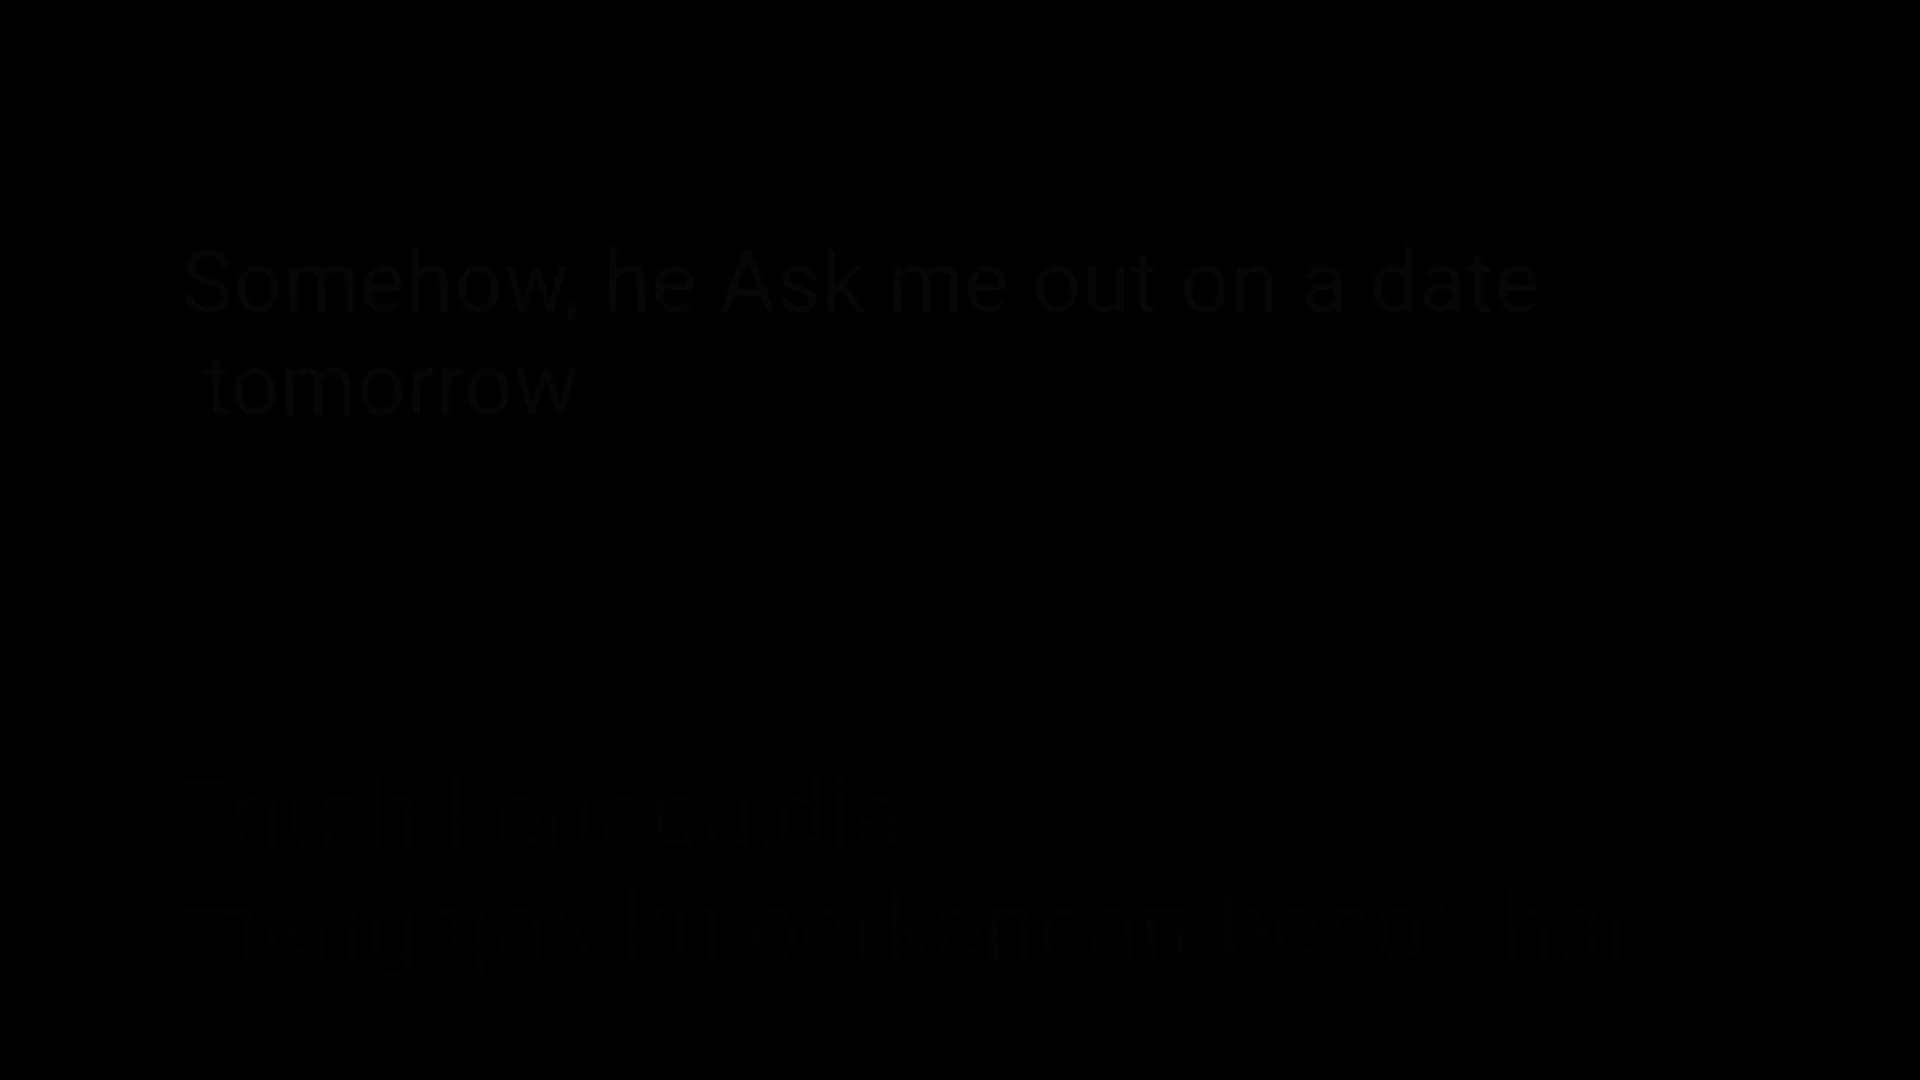 Somehow, he Ask me out on a date
tomorrow
Entah kenapa,dia
mengajak ku berkencan besok hari